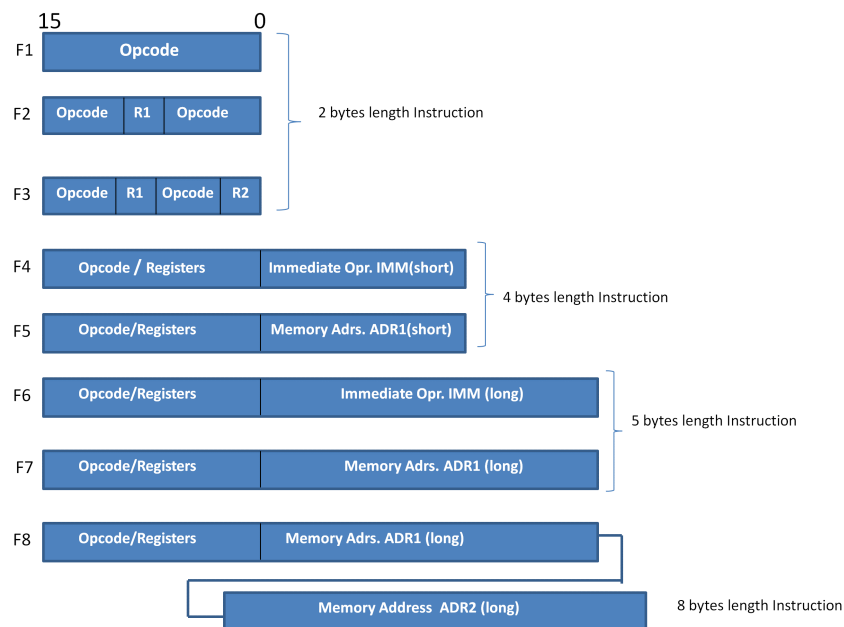 15 0
F1 Opcode
F2 Opcode R1 Opcode
2 bytes length Instruction
F3 Opcode R1 Opcode R2
F4 Opcode / Registers Immediate Opr. IMM(short)
4 bytes length Instruction
F5 Opcode/Registers Memory Adrs. ADR1(short)
F6 Opcode/Registers Immediate Opr. IMM (long)
5 bytes length Instruction
F7 Opcode/Registers Memory Adrs. ADR1 (long)
F8 Opcode/Registers Memory Adrs. ADR1 (long)
Memory Address ADR2 (long)
8 bytes length Instruction